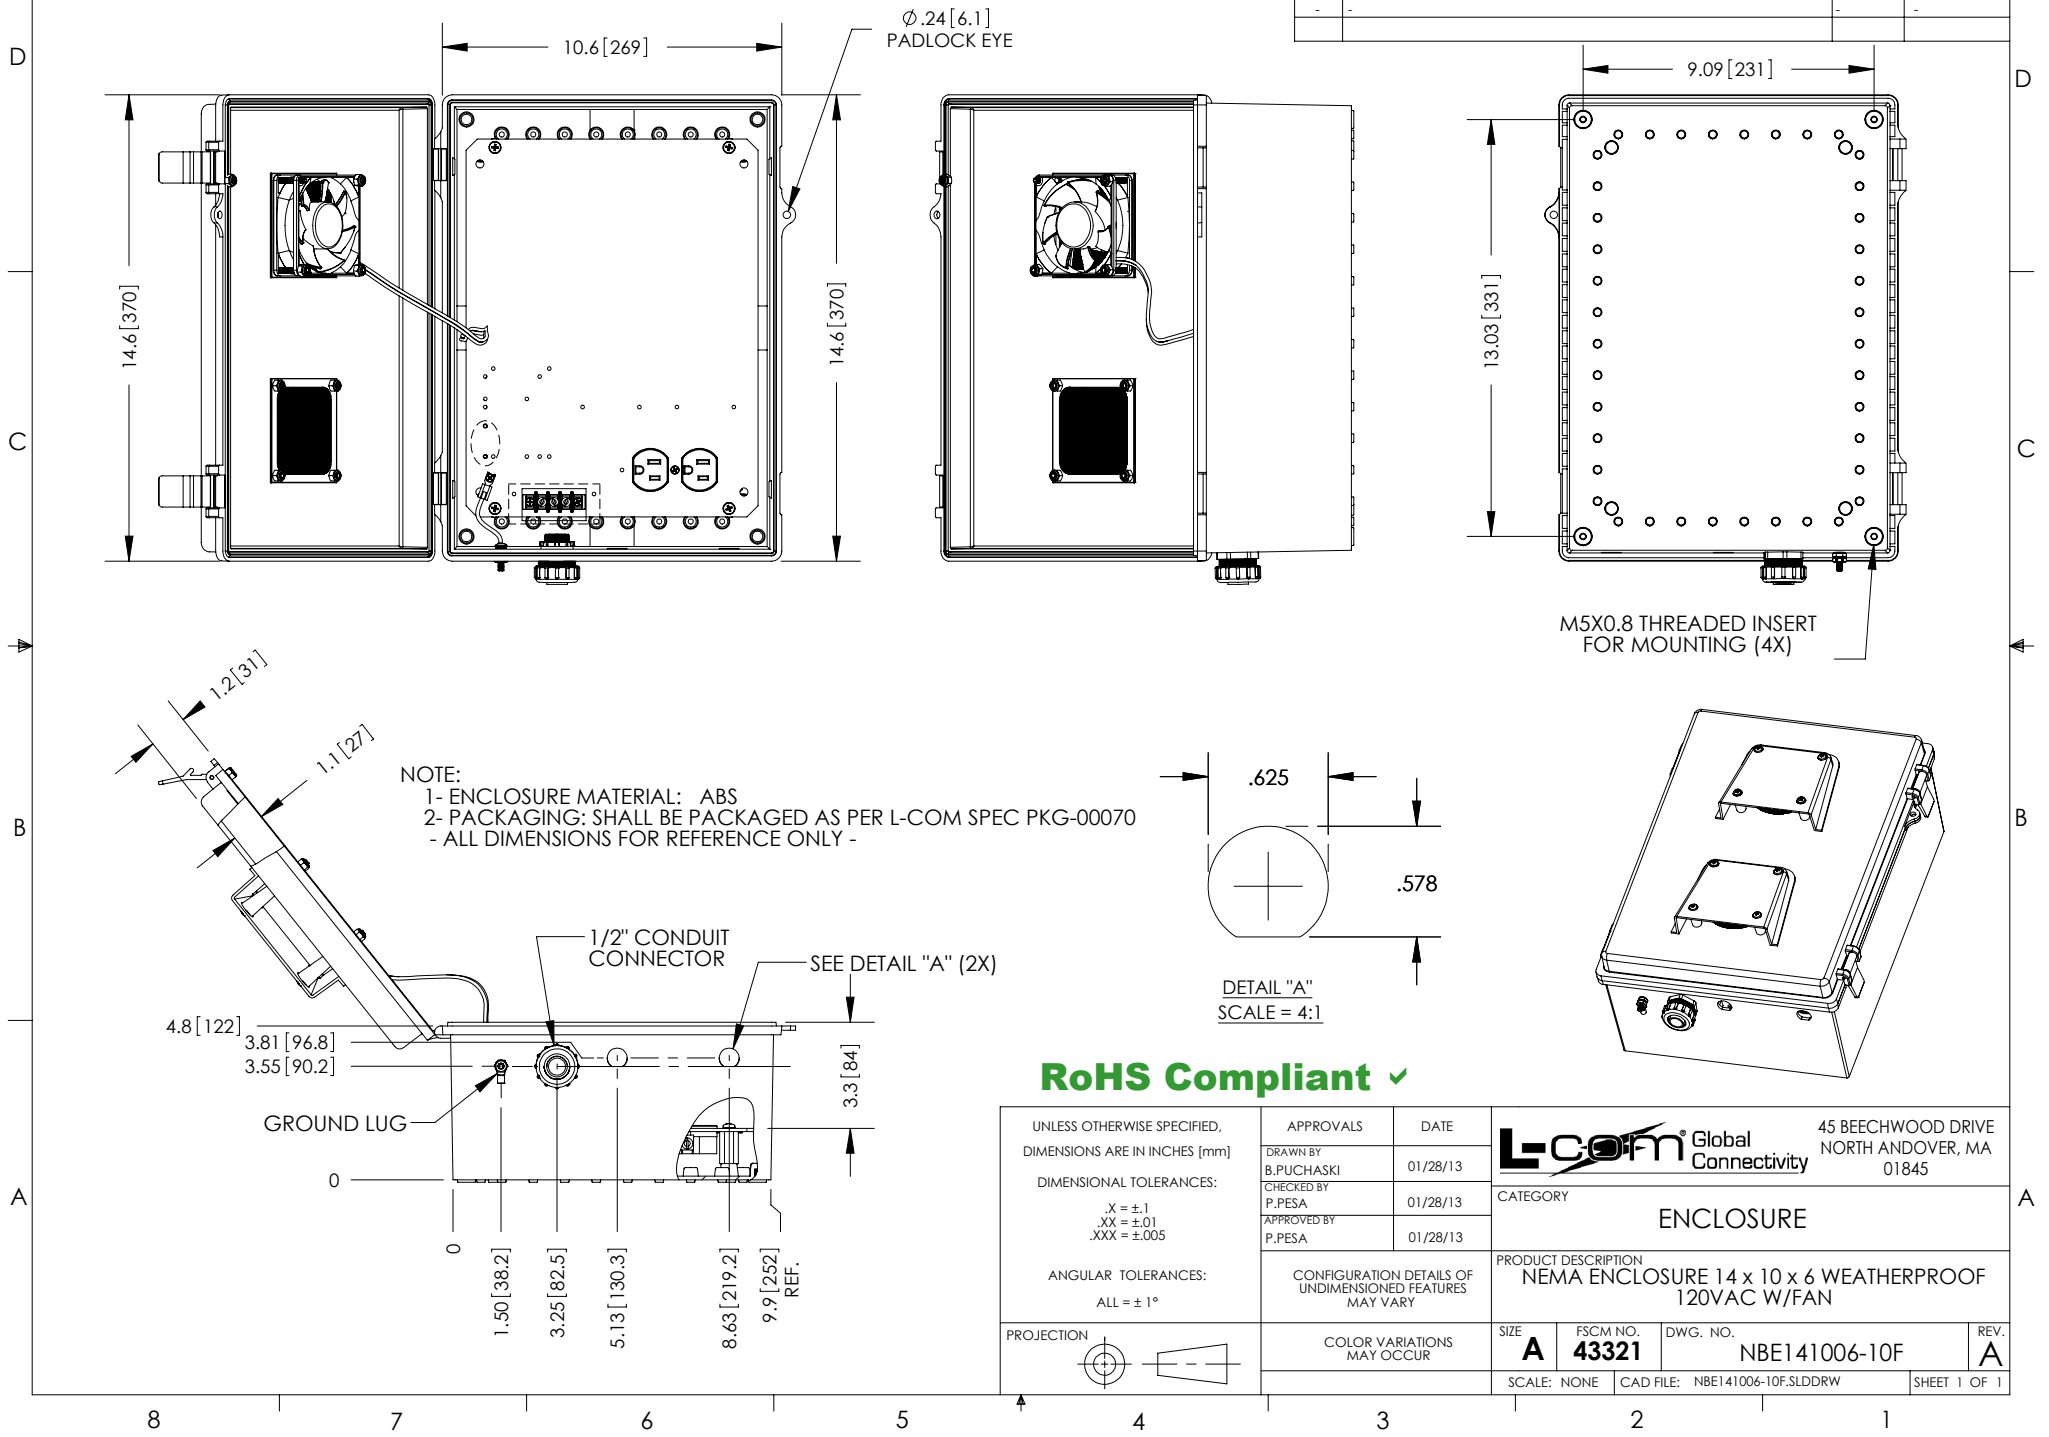 D
C
B
A
D
C
B
A
8
7
6
5
4
3
2
1
10.6[269]
Ø.24[6.1]
PADLOCK EYE
14.6[370]
14.6[370]
- - - -
9.09[231]
13.03[331]
M5X0.8 THREADED INSERT
FOR MOUNTING (4X)
1.2[31]
1.1[27]
NOTE:
1- ENCLOSURE MATERIAL: ABS
2- PACKAGING: SHALL BE PACKAGED AS PER L-COM SPEC PKG-00070
- ALL DIMENSIONS FOR REFERENCE ONLY -
1/2" CONDUIT
CONNECTOR
SEE DETAIL "A" (2X)
4.8[122]
3.81[96.8]
3.55[90.2]
GROUND LUG
0
3.3[84]
0
1.50[38.2]
3.25[82.5]
5.13[130.3]
8.63[219.2]
9.9[252]
REF.
.625
.578
DETAIL "A"
SCALE = 4:1
RoHS Compliant ✓
UNLESS OTHERWISE SPECIFIED,
DIMENSIONS ARE IN INCHES [mm]
DIMENSIONAL TOLERANCES:
.X = ±.1
.XX = ±.01
.XXX = ±.005
ANGULAR TOLERANCES:
ALL = ± 1°
PROJECTION
APPROVALS DATE
DRAWN BY
B.PUCHASKI 01/28/13
CHECKED BY
P.PESA 01/28/13
APPROVED BY
P.PESA 01/28/13
CONFIGURATION DETAILS OF
UNDIMENSIONED FEATURES
MAY VARY
COLOR VARIATIONS
MAY OCCUR
L-com® Global
Connectivity
45 BEECHWOOD DRIVE
NORTH ANDOVER, MA
01845
CATEGORY
ENCLOSURE
PRODUCT DESCRIPTION
NEMA ENCLOSURE 14 x 10 x 6 WEATHERPROOF
120VAC W/FAN
SIZE
A
FSCM NO.
43321
DWG. NO.
NBE141006-10F
REV.
A
SCALE: NONE
CAD FILE: NBE141006-10F.SLDDRW
SHEET 1 OF 1